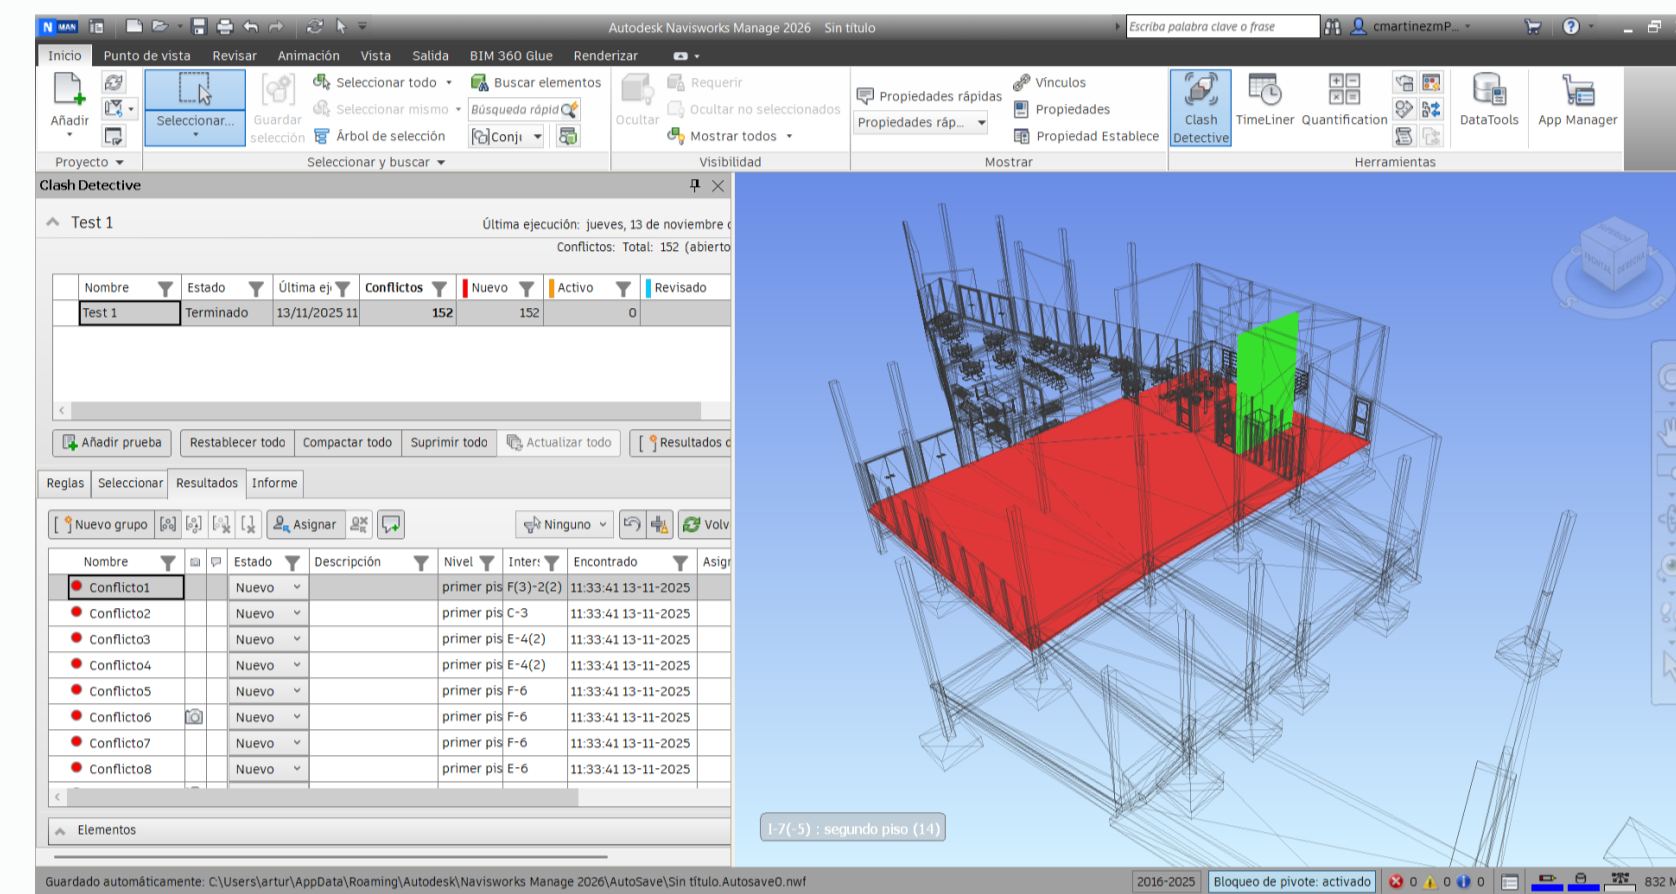 N MAN
Autodesk Navisworks Manage 2026 Sin título
Escriba palabra clave o frase
cmartinezmP...
Inicio Punto de vista Revisar Animación Vista Salida BIM 360 Glue Renderizar
Añadir
Seleccionar...
Guardar selección
Seleccionar todo
Seleccionar mismo
Árbol de selección
Buscar elementos
Búsqueda rápid
Conju
Ocultar
Requerir
Ocultar no seleccionados
Mostrar todos
Propiedades rápidas
Propiedades ráp...
Vínculos
Propiedades
Propiedad Establece
Clash Detective
TimeLiner
Quantification
DataTools
App Manager
Proyecto
Seleccionar y buscar
Visibilidad
Mostrar
Herramientas
Clash Detective
Test 1
Última ejecución: jueves, 13 de noviembre
Conflictos: Total: 152 (abierto
Nombre Estado Última eje Conflictos Nuevo Activo Revisado
Test 1 Terminado 13/11/2025 11 152 152 0
Añadir prueba Restablecer todo Compactar todo Suprimir todo Actualizar todo Resultados
Reglas Seleccionar Resultados Informe
Nuevo grupo Asignar Ninguno Volv
Nombre Estado Descripción Nivel Inters Encontrado Asign
Conflicto1 Nuevo primer pis F(3)-2(2) 11:33:41 13-11-2025
Conflicto2 Nuevo primer pis C-3 11:33:41 13-11-2025
Conflicto3 Nuevo primer pis E-4(2) 11:33:41 13-11-2025
Conflicto4 Nuevo primer pis E-4(2) 11:33:41 13-11-2025
Conflicto5 Nuevo primer pis F-6 11:33:41 13-11-2025
Conflicto6 Nuevo primer pis F-6 11:33:41 13-11-2025
Conflicto7 Nuevo primer pis F-6 11:33:41 13-11-2025
Conflicto8 Nuevo primer pis E-6 11:33:41 13-11-2025
Elementos
I-7(-5) : segundo piso (14)
Guardado automáticamente: C:\Users\artur\AppData\Roaming\Autodesk\Navisworks Manage 2026\AutoSave\Sin título.Autosave0.nwf
2016-2025 Bloqueo de pivote: activado 0 0 0 832 M